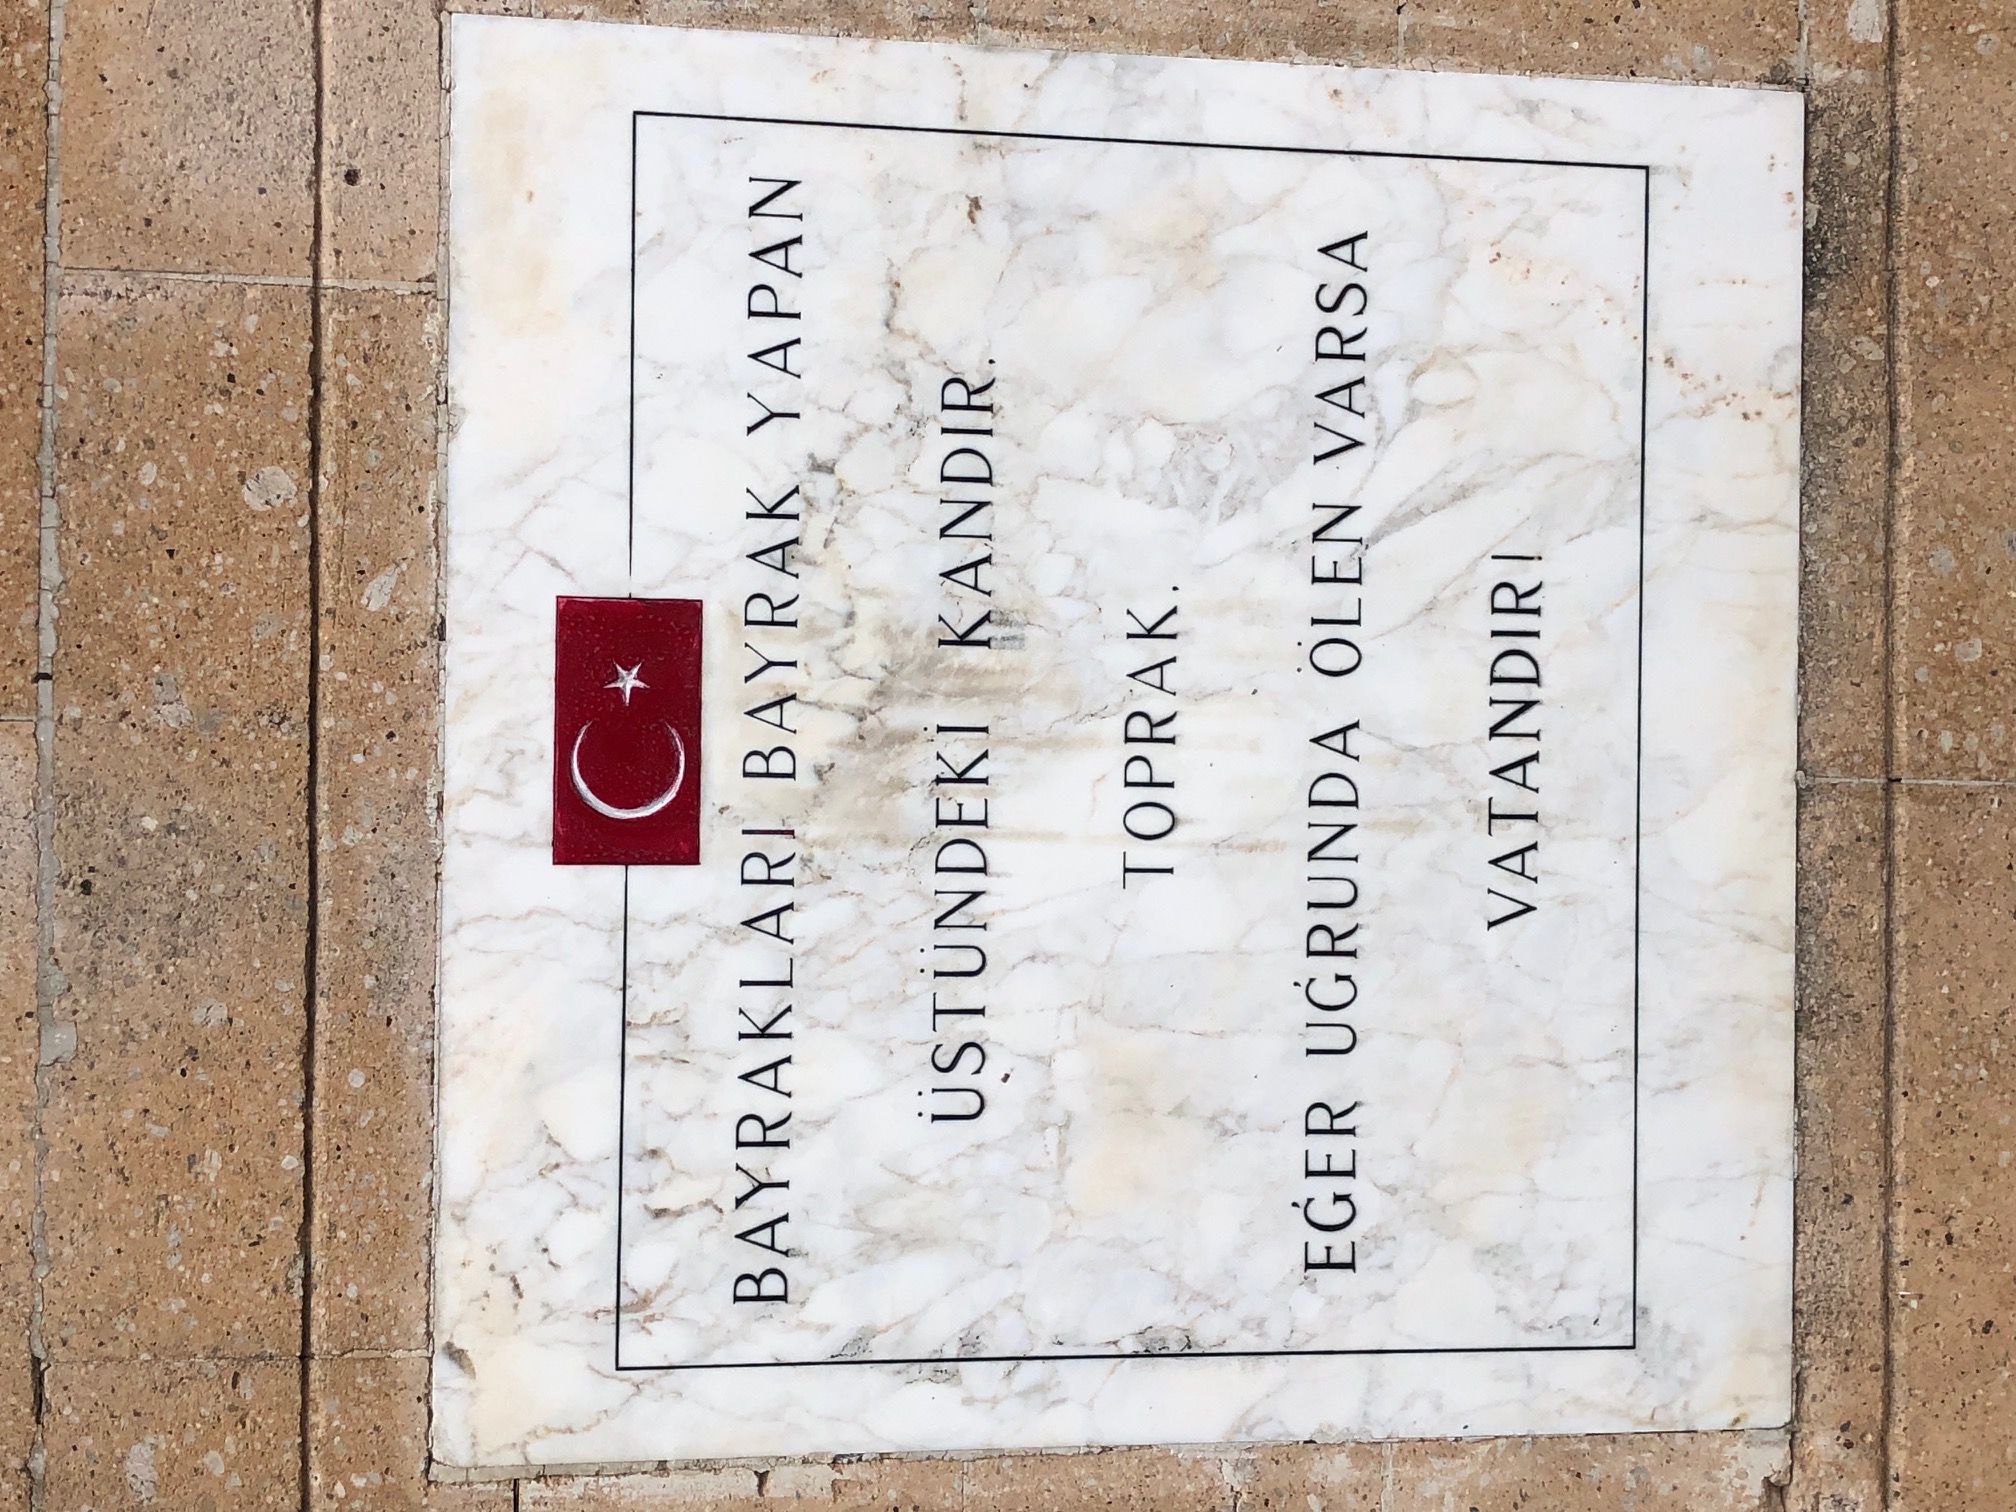 BAYRAKLARI BAYRAK YAPAN
ÜSTÜNDEKİ KANDIR.
TOPRAK.
EĞER UĞRUNDA ÖLEN VARSA
VATANDIR!